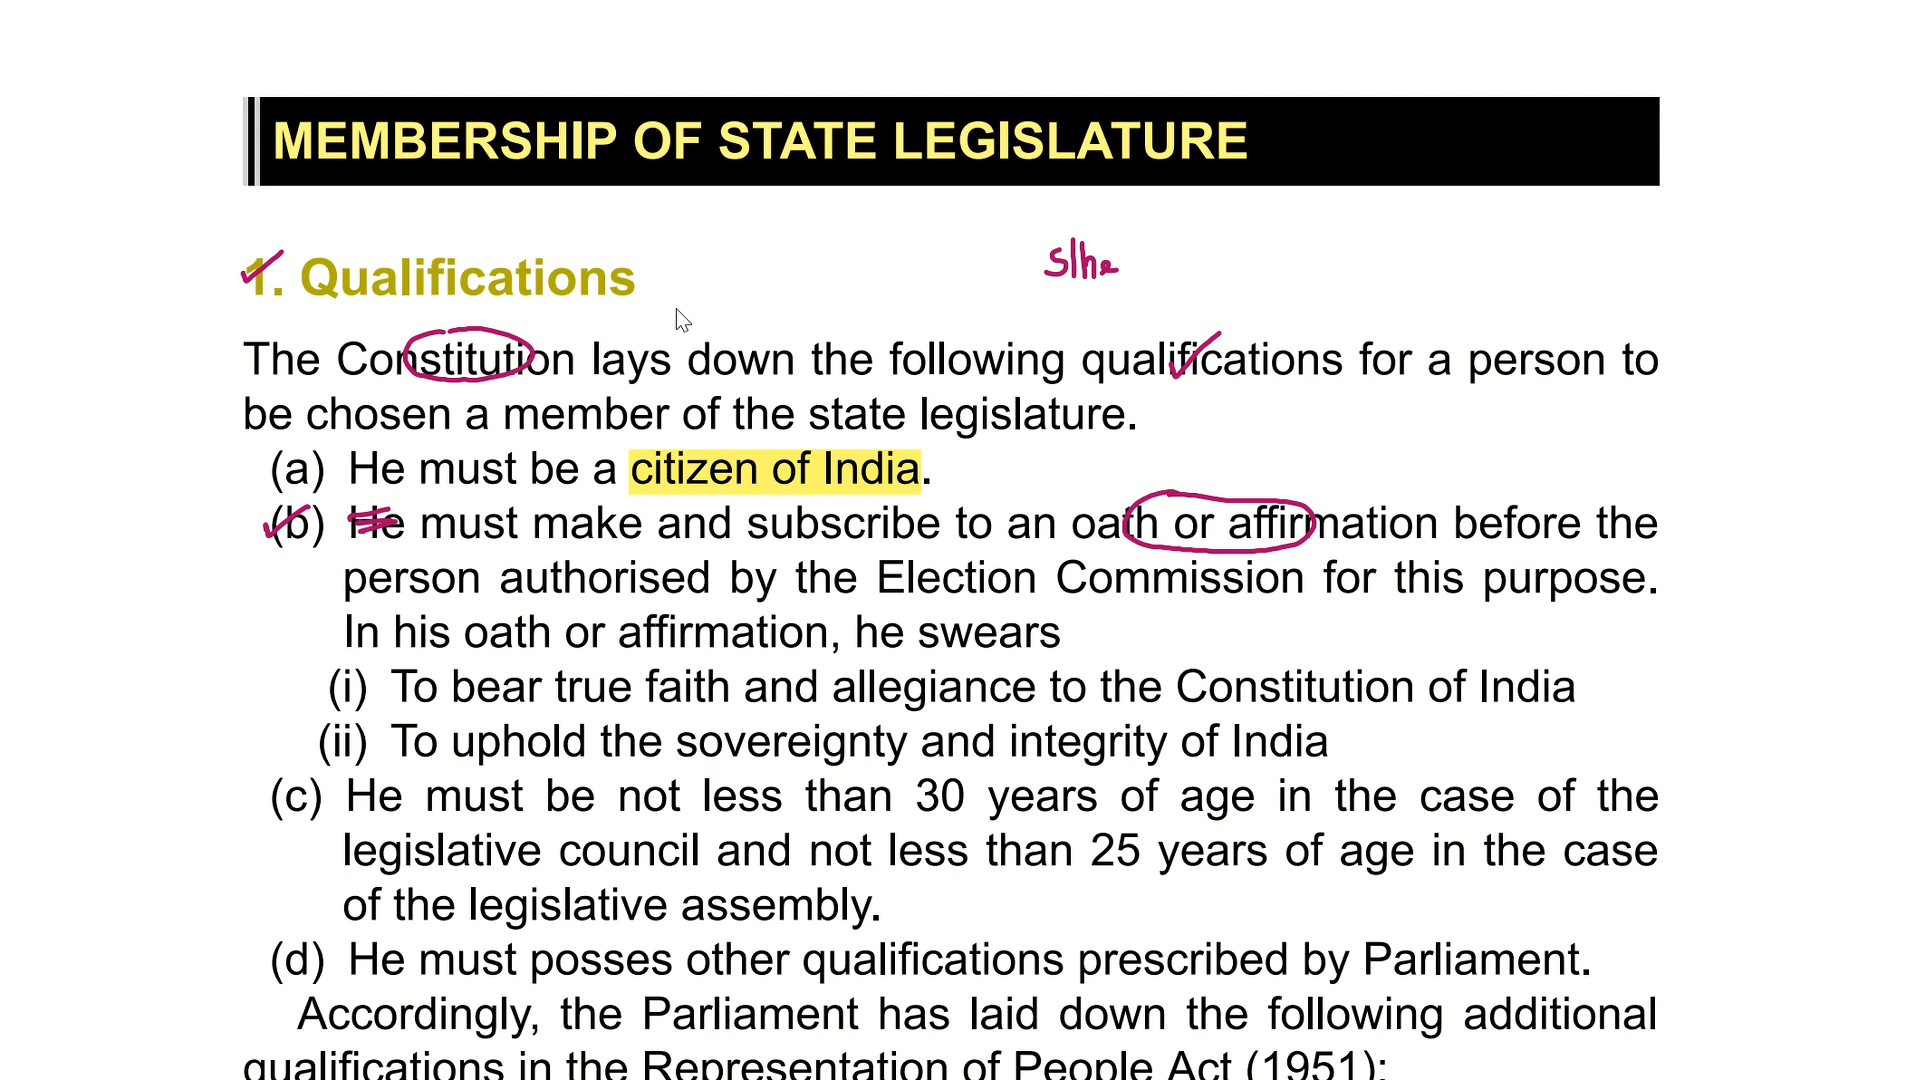 MEMBERSHIP OF STATE LEGISLATURE
s/he
1. Qualifications
The Constitution lays down the following qualifications for a person to
be chosen a member of the state legislature.
(a) He must be a citizen of India.
(b) He must make and subscribe to an oath or affirmation before the
person authorised by the Election Commission for this purpose.
In his oath or affirmation, he swears
(i) To bear true faith and allegiance to the Constitution of India
(ii) To uphold the sovereignty and integrity of India
(c) He must be not less than 30 years of age in the case of the
legislative council and not less than 25 years of age in the case
of the legislative assembly.
(d) He must posses other qualifications prescribed by Parliament.
Accordingly, the Parliament has laid down the following additional
qualifications in the Representation of People Act (1951):